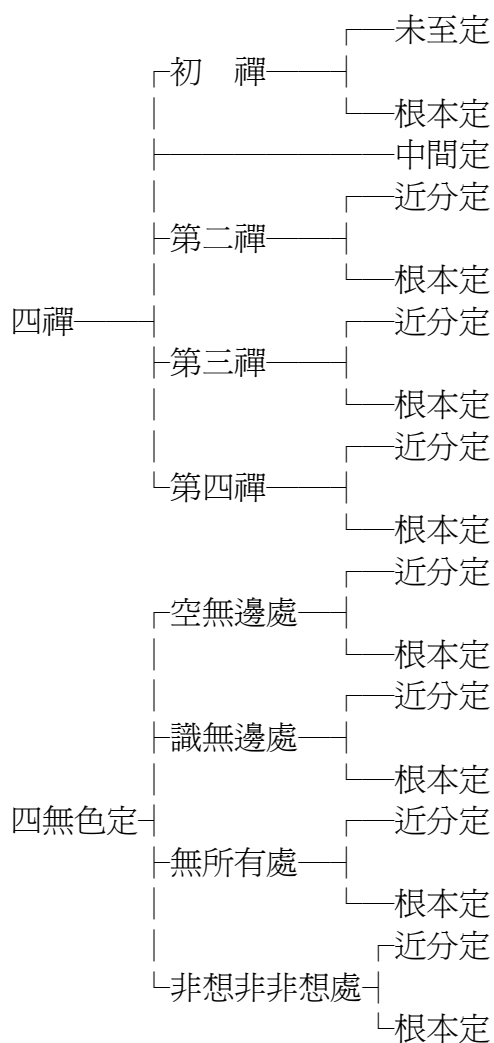 未至定
初　禪
根本定
中間定
近分定
第二禪
根本定
四禪
近分定
第三禪
根本定
近分定
第四禪
根本定
近分定
空無邊處
根本定
近分定
識無邊處
根本定
四無色定
近分定
無所有處
根本定
近分定
非想非非想處
根本定